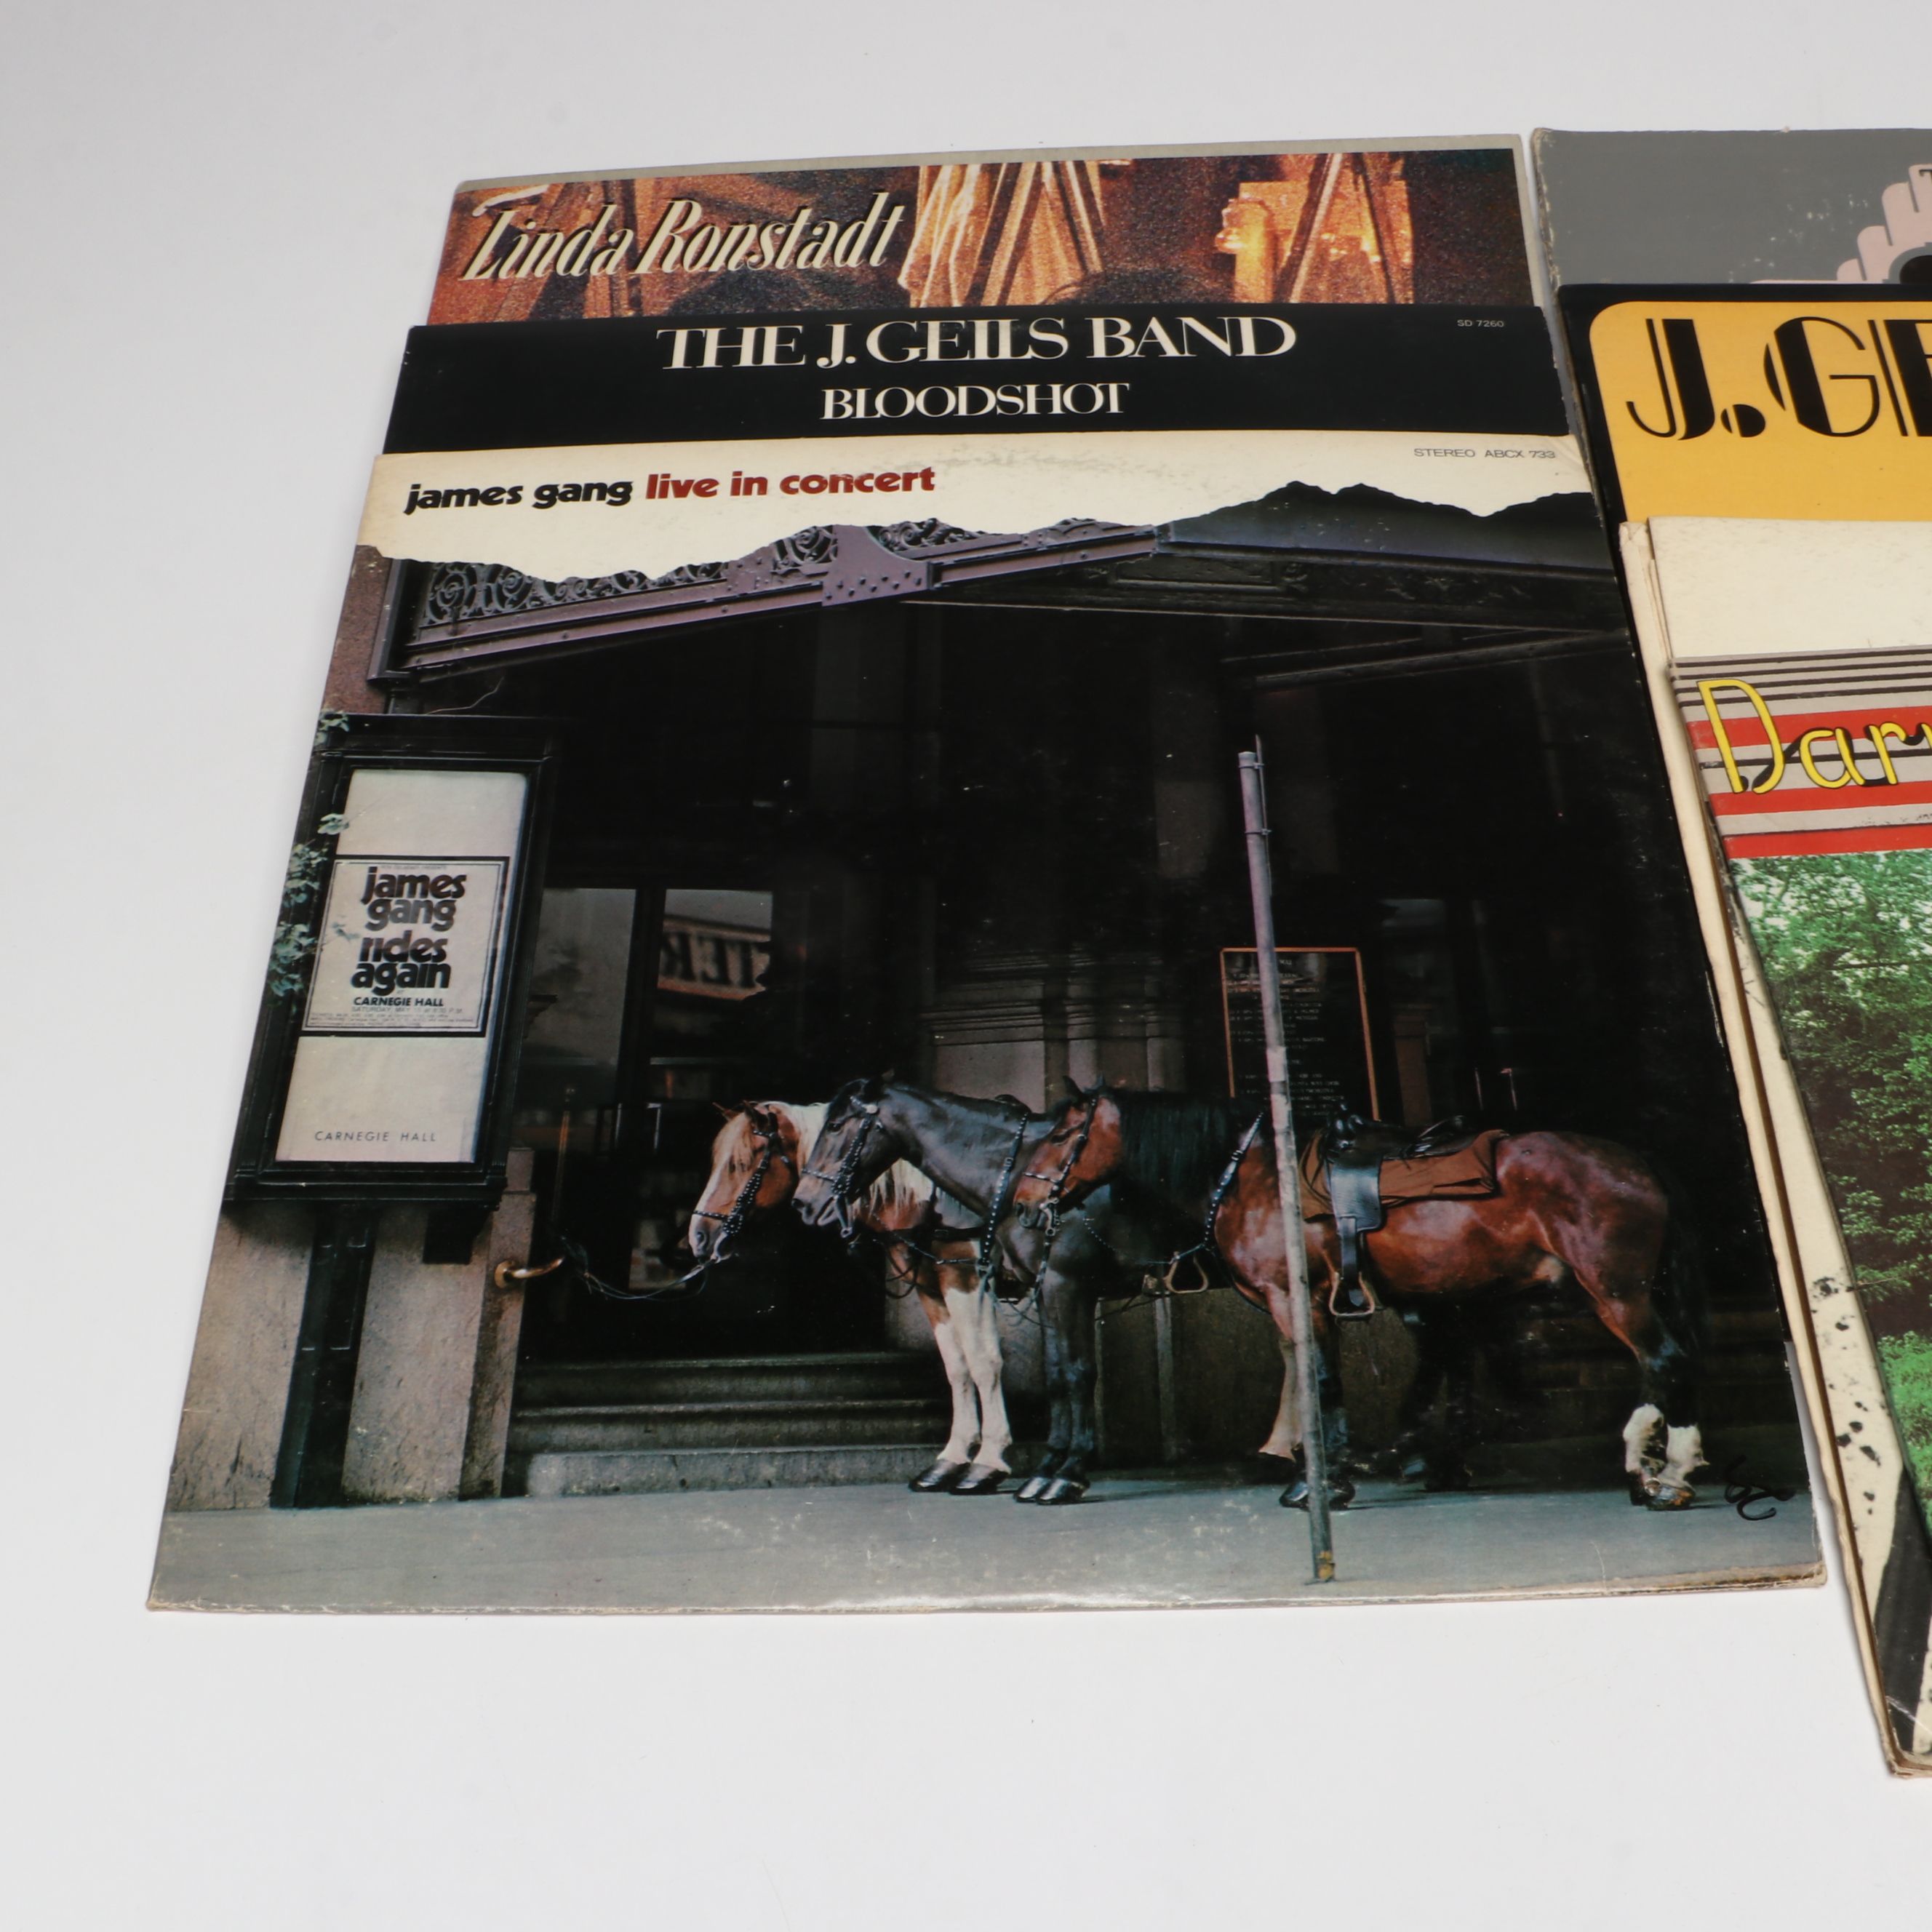 Linda Ronstadt
THE J. GEILS BAND
SD 7260
BLOODSHOT
james gang live in concert
STEREO ABCX 733
james
gang
rides
again
CARNEGIE HALL
CARNEGIE HALL
J. GE
Dar